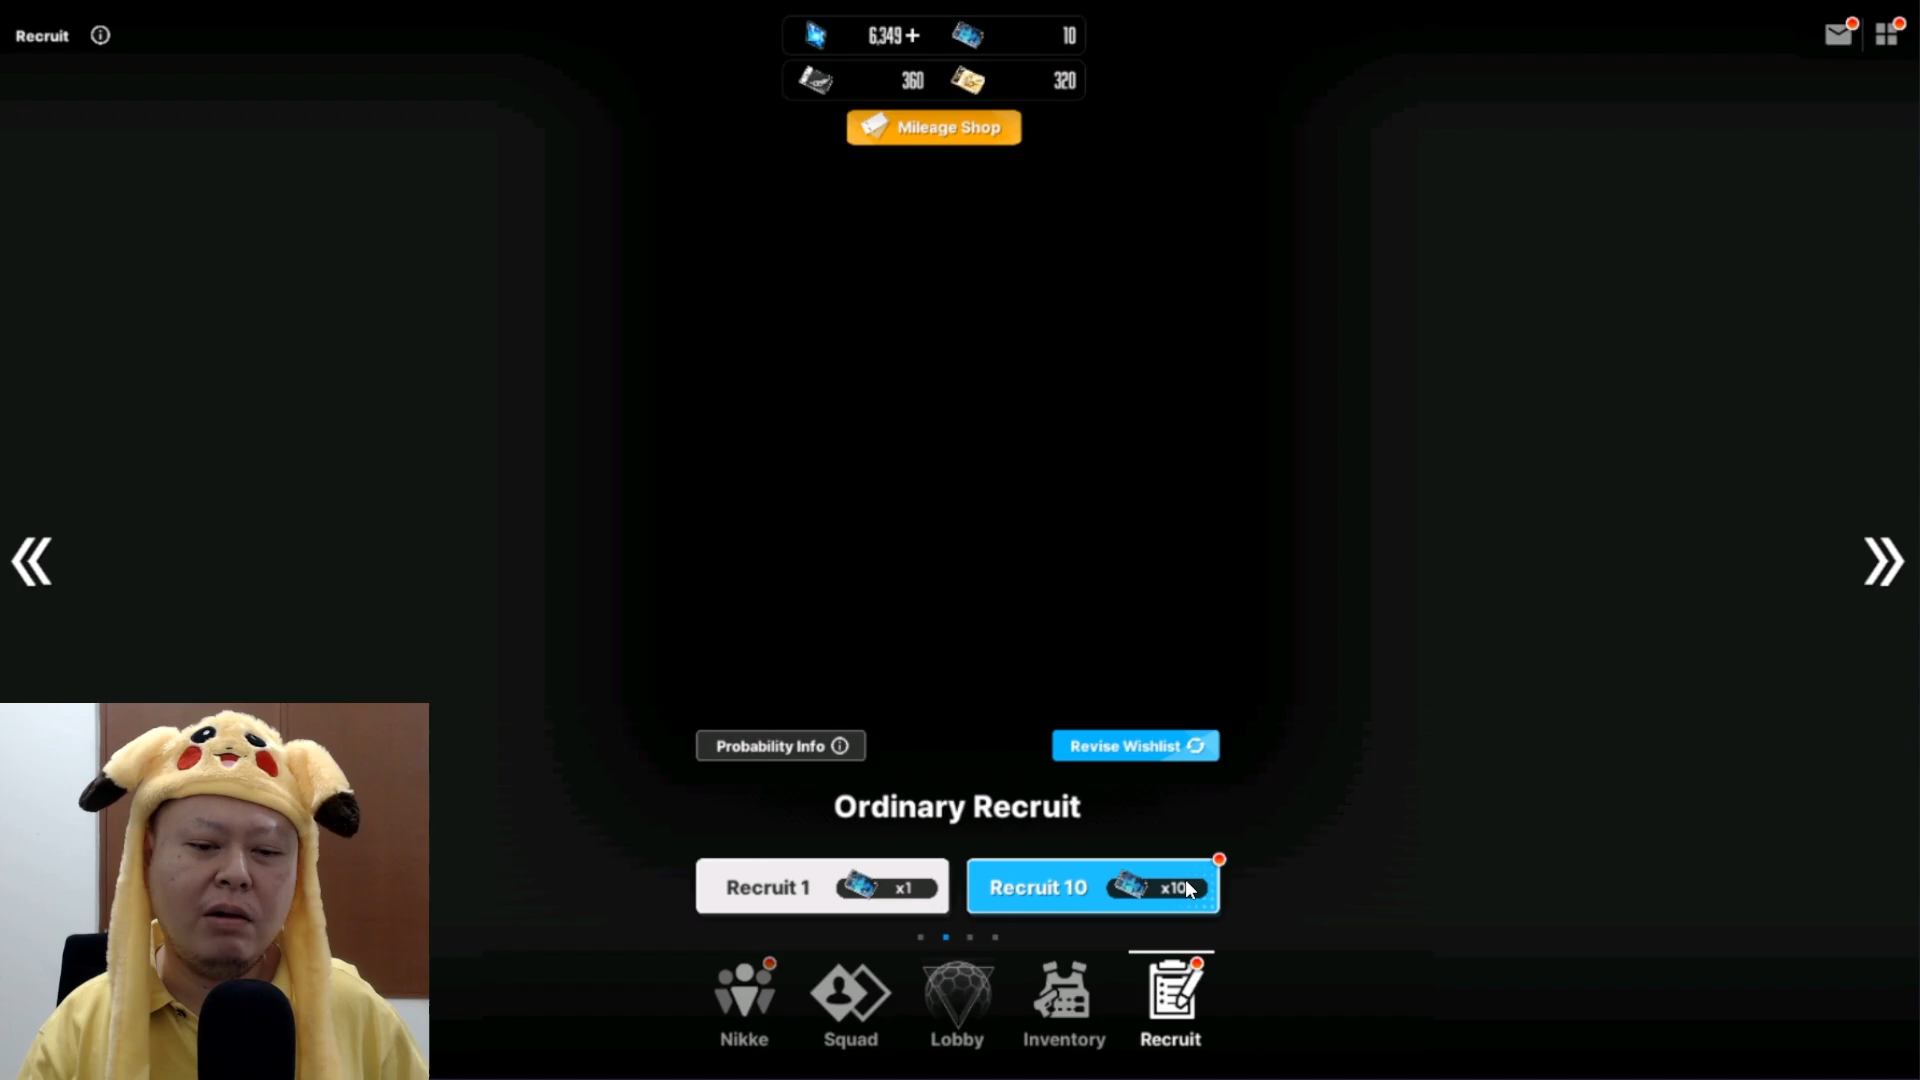 Recruit
6,349
10
360
320
Mileage Shop
Probability Info
Revise Wishlist
Ordinary Recruit
Recruit 1
x1
Recruit 10
x10
Nikke
Squad
Lobby
Inventory
Recruit